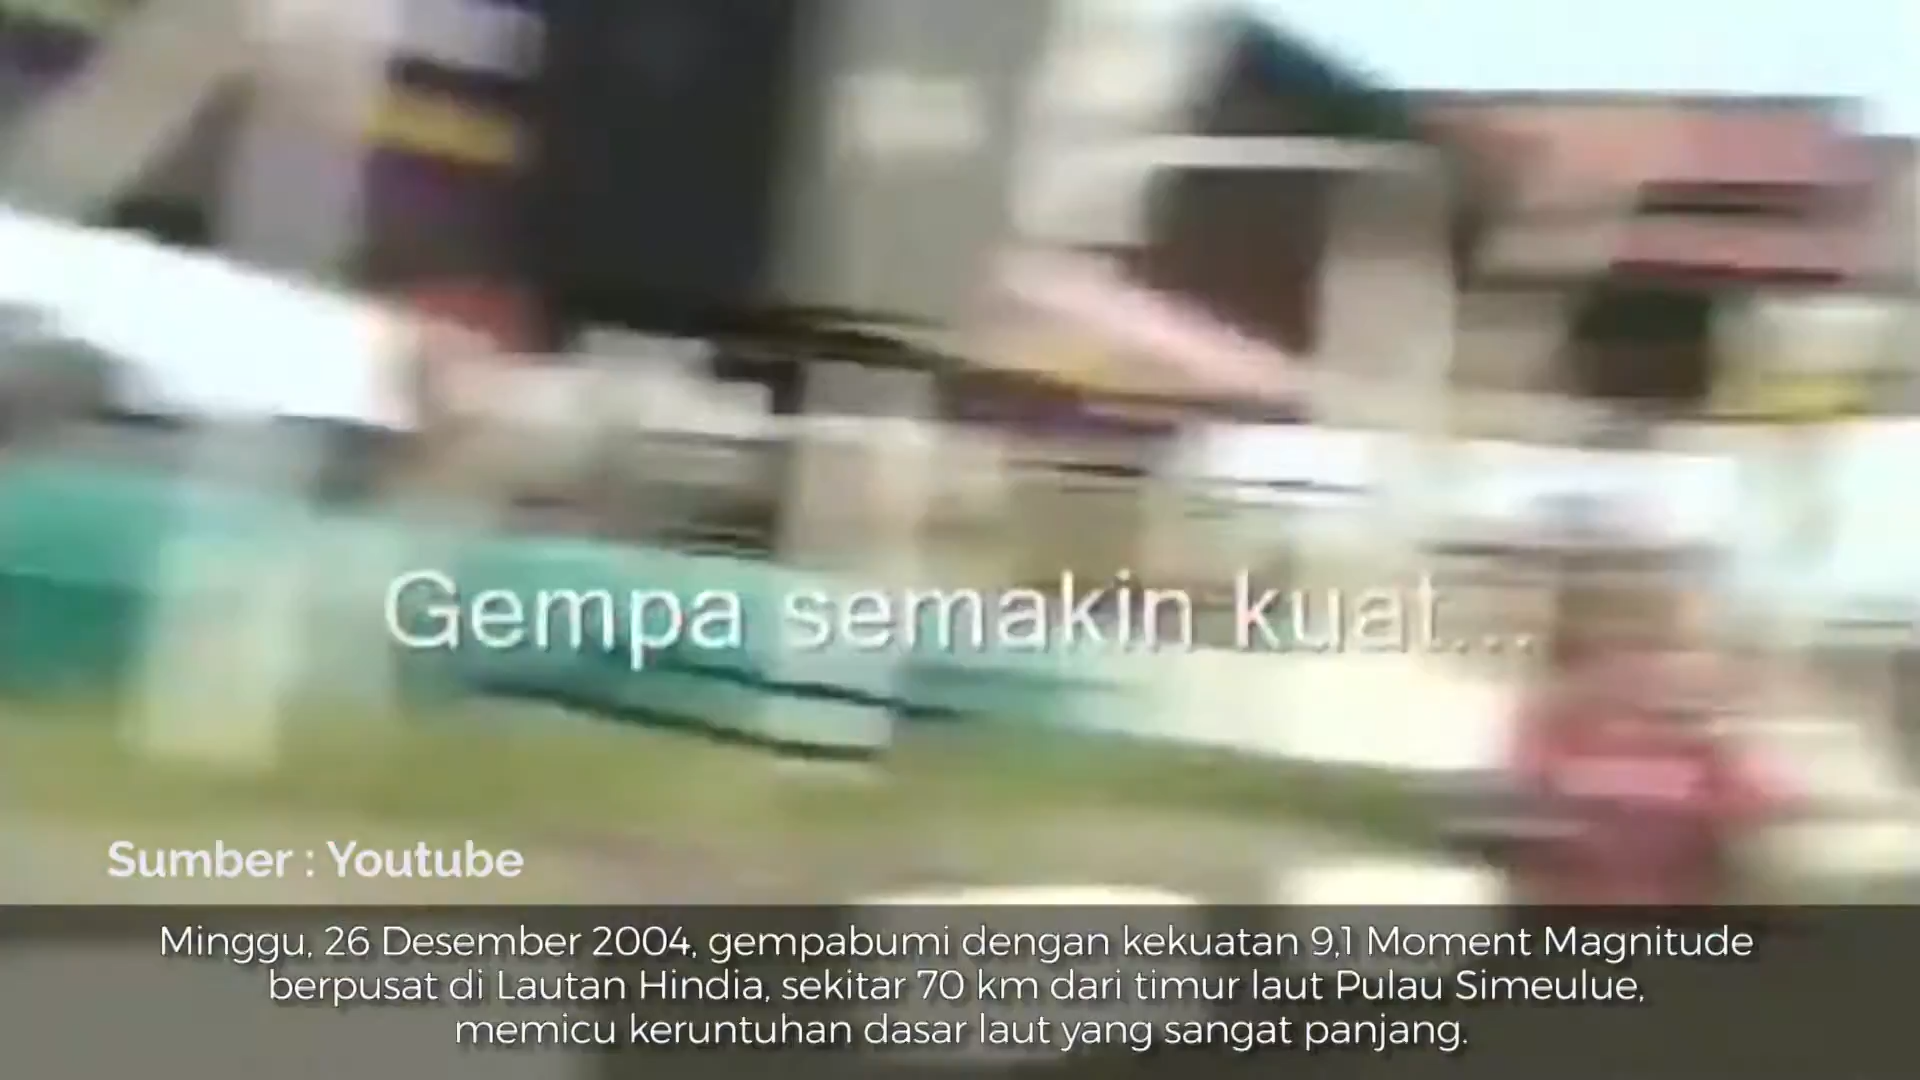 Gempa semakin kuat...
Sumber : Youtube
Minggu, 26 Desember 2004, gempabumi dengan kekuatan 9,1 Moment Magnitude
berpusat di Lautan Hindia, sekitar 70 km dari timur laut Pulau Simeulue,
memicu keruntuhan dasar laut yang sangat panjang.